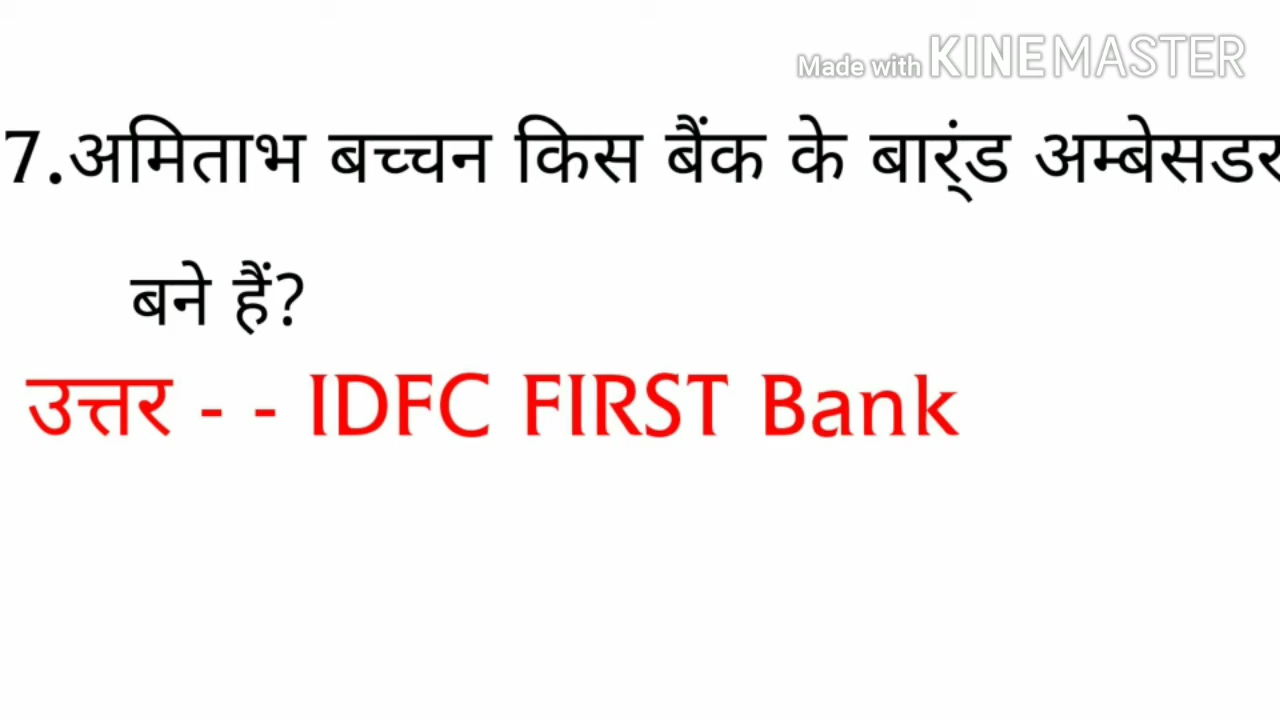 Made with KINEMASTER
7.अमिताभ बच्चन किस बैंक के बार्ंड अम्बेसडर
बने हैं?
उत्तर - - IDFC FIRST Bank